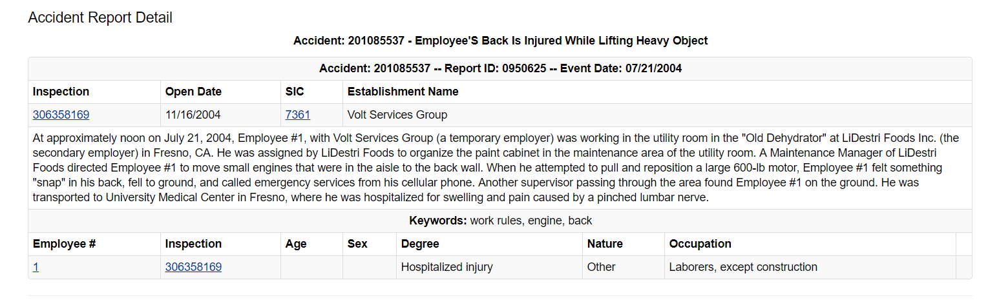 Accident Report Detail
Accident: 201085537 - Employee'S Back Is Injured While Lifting Heavy Object
Accident: 201085537 -- Report ID: 0950625 -- Event Date: 07/21/2004
Inspection Open Date SIC Establishment Name
306358169 11/16/2004 7361 Volt Services Group
At approximately noon on July 21, 2004, Employee #1, with Volt Services Group (a temporary employer) was working in the utility room in the "Old Dehydrator" at LiDestri Foods Inc. (the
secondary employer) in Fresno, CA. He was assigned by LiDestri Foods to organize the paint cabinet in the maintenance area of the utility room. A Maintenance Manager of LiDestri
Foods directed Employee #1 to move small engines that were in the aisle to the back wall. When he attempted to pull and reposition a large 600-lb motor, Employee #1 felt something
"snap" in his back, fell to ground, and called emergency services from his cellular phone. Another supervisor passing through the area found Employee #1 on the ground. He was
transported to University Medical Center in Fresno, where he was hospitalized for swelling and pain caused by a pinched lumbar nerve.
Keywords: work rules, engine, back
Employee # Inspection Age Sex Degree Nature Occupation
1 306358169 Hospitalized injury Other Laborers, except construction